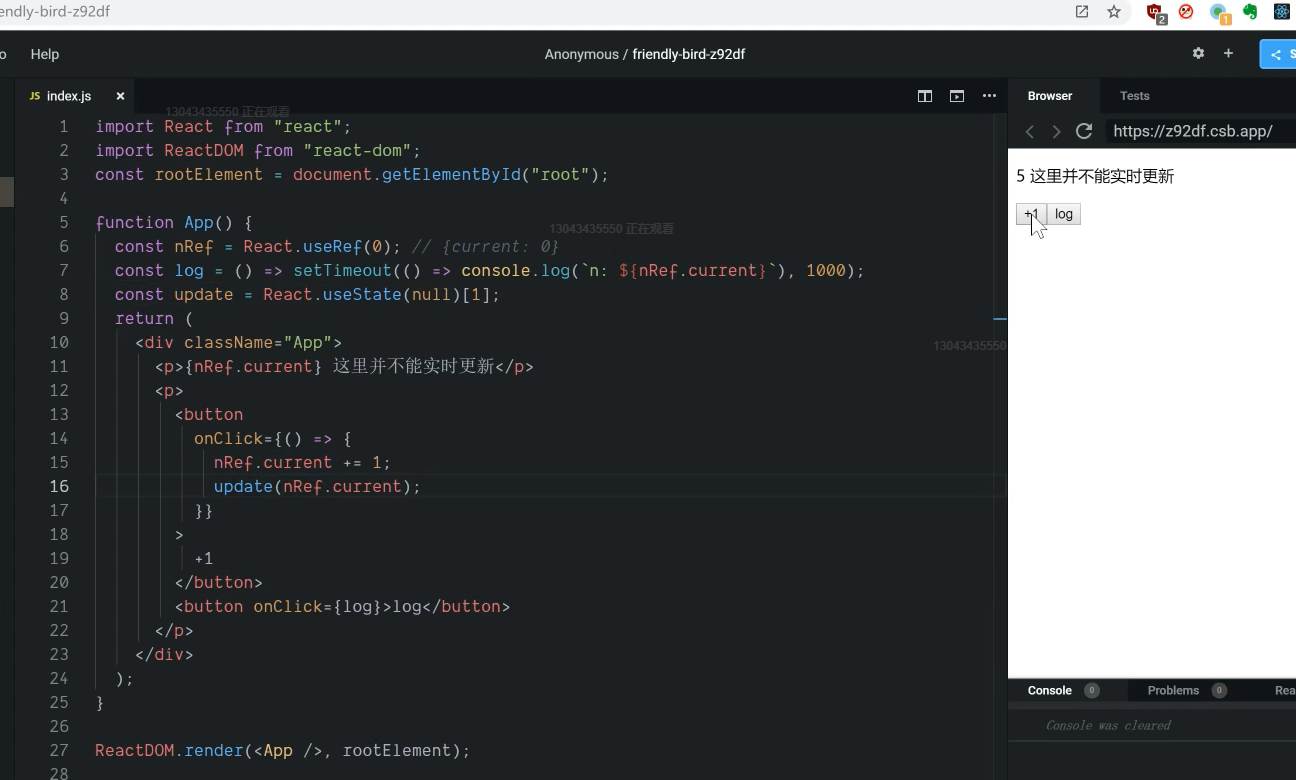 endly-bird-z92df
2
1
o Help Anonymous / friendly-bird-z92df S
JS index.js × Browser Tests
13043435550 正在观看
https://z92df.csb.app/
1 import React from "react";
2 import ReactDOM from "react-dom";
3 const rootElement = document.getElementById("root");
4
5 function App() {
6 const nRef = React.useRef(0); // {current: 0}
7 const log = () => setTimeout(() => console.log(`n: ${nRef.current}`), 1000);
8 const update = React.useState(null)[1];
9 return (
10 <div className="App">
11 <p>{nRef.current} 这里并不能实时更新</p>
12 <p>
13 <button
14 onClick={() => {
15 nRef.current += 1;
16 update(nRef.current);
17 }}
18 >
19 +1
20 </button>
21 <button onClick={log}>log</button>
22 </p>
23 </div>
24 );
25 }
26
27 ReactDOM.render(<App />, rootElement);
28
13043435550 正在观看
13043435550
5 这里并不能实时更新
+1 log
Console 0 Problems 0 Rea
Console was cleared